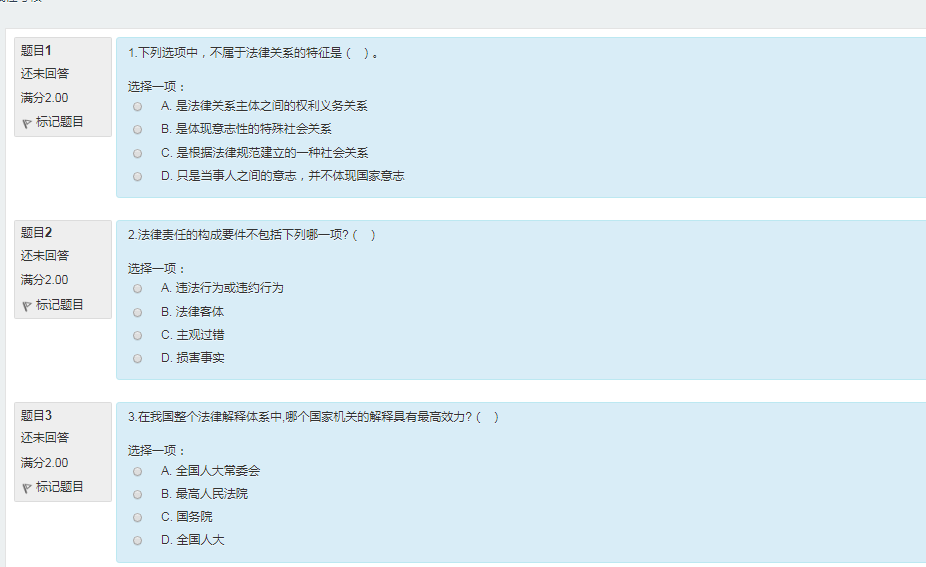 题目1
还未回答
满分2.00
标记题目
1.下列选项中，不属于法律关系的特征是 (    ) 。
选择一项：
A. 是法律关系主体之间的权利义务关系
B. 是体现意志性的特殊社会关系
C. 是根据法律规范建立的一种社会关系
D. 只是当事人之间的意志，并不体现国家意志
题目2
还未回答
满分2.00
标记题目
2.法律责任的构成要件不包括下列哪一项? (    )
选择一项：
A. 违法行为或违约行为
B. 法律客体
C. 主观过错
D. 损害事实
题目3
还未回答
满分2.00
标记题目
3.在我国整个法律解释体系中,哪个国家机关的解释具有最高效力? (    )
选择一项：
A. 全国人大常委会
B. 最高人民法院
C. 国务院
D. 全国人大